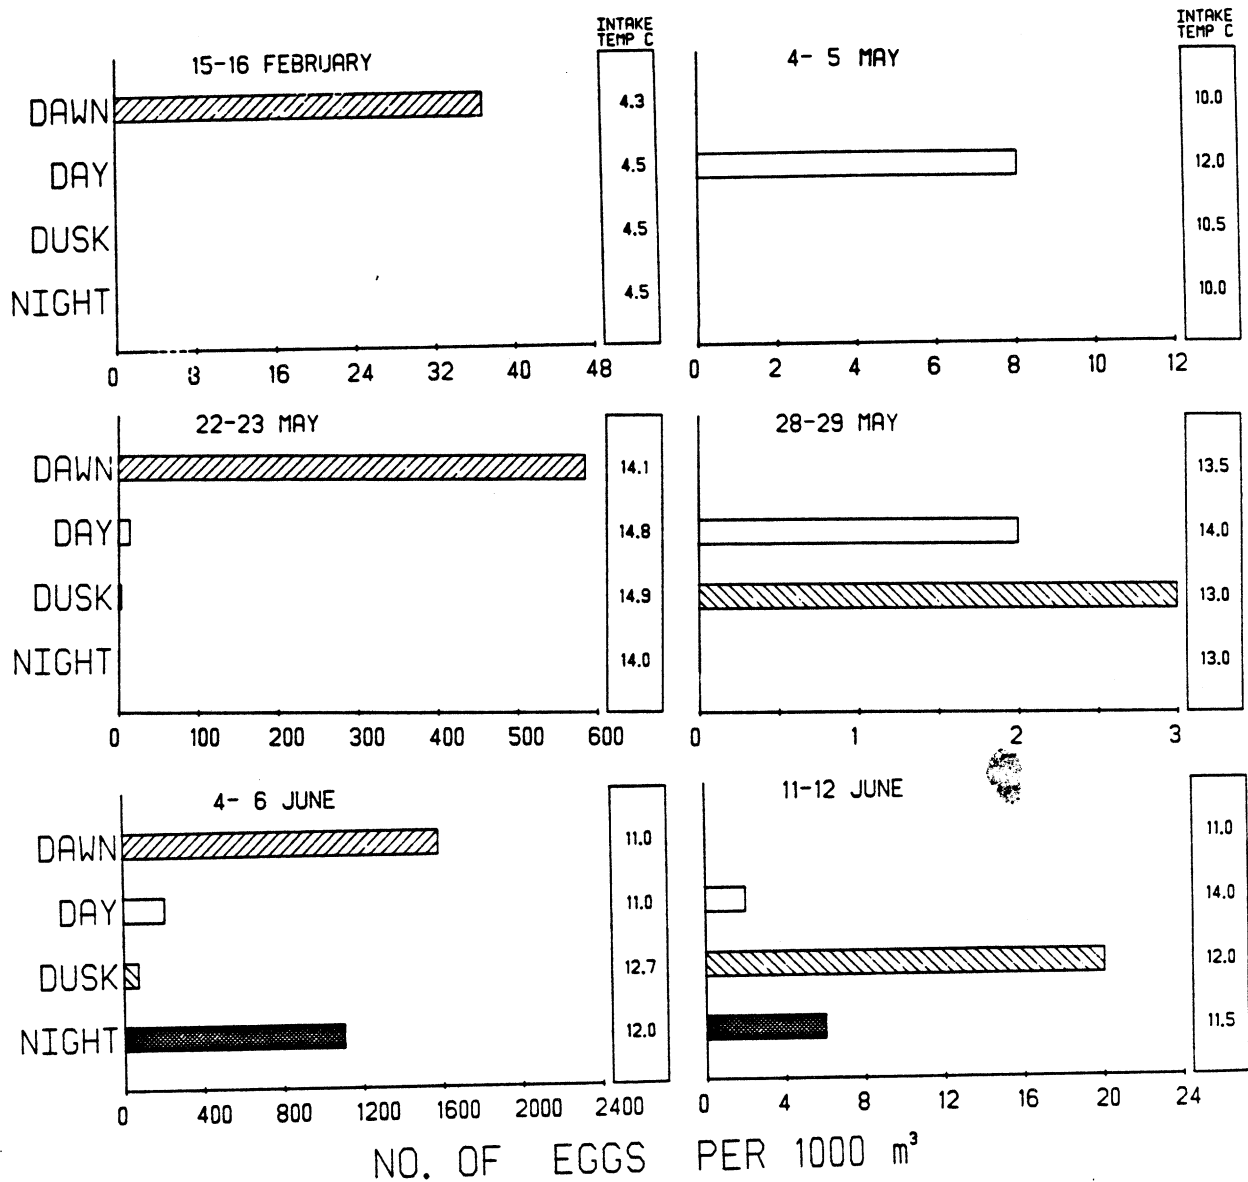 INTAKE
TEMP C
15-16 FEBRUARY
DAWN 4.3
DAY 4.5
DUSK 4.5
NIGHT 4.5
0 8 16 24 32 40 48
INTAKE
TEMP C
4- 5 MAY
10.0
12.0
10.5
10.0
0 2 4 6 8 10 12
22-23 MAY
DAWN 14.1
DAY 14.8
DUSK 14.9
NIGHT 14.0
0 100 200 300 400 500 600
28-29 MAY
13.5
14.0
13.0
13.0
0 1 2 3
4- 6 JUNE
DAWN 11.0
DAY 11.0
DUSK 12.7
NIGHT 12.0
0 400 800 1200 1600 2000 2400
11-12 JUNE
11.0
14.0
12.0
11.5
0 4 8 12 16 20 24
NO. OF EGGS PER 1000 m³